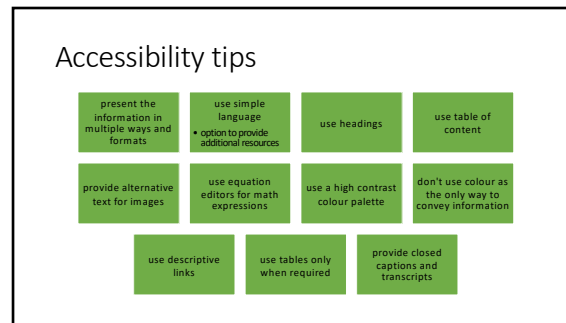 Accessibility tips
present the
information in
multiple ways and
formats
use simple
language
• option to provide
additional resources
use headings
use table of
content
provide alternative
text for images
use equation
editors for math
expressions
use a high contrast
colour palette
don't use colour as
the only way to
convey information
use descriptive
links
use tables only
when required
provide closed
captions and
transcripts